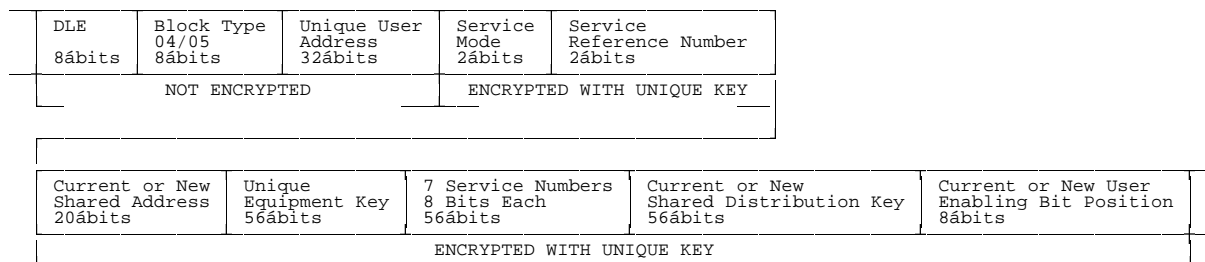 DLE Block Type Unique User Service Service
04/05 Address Mode Reference Number
8ábits 8ábits 32ábits 2ábits 2ábits
NOT ENCRYPTED ENCRYPTED WITH UNIQUE KEY
Current or New Unique 7 Service Numbers Current or New Current or New User
Shared Address Equipment Key 8 Bits Each Shared Distribution Key Enabling Bit Position
20ábits 56ábits 56ábits 56ábits 8ábits
ENCRYPTED WITH UNIQUE KEY